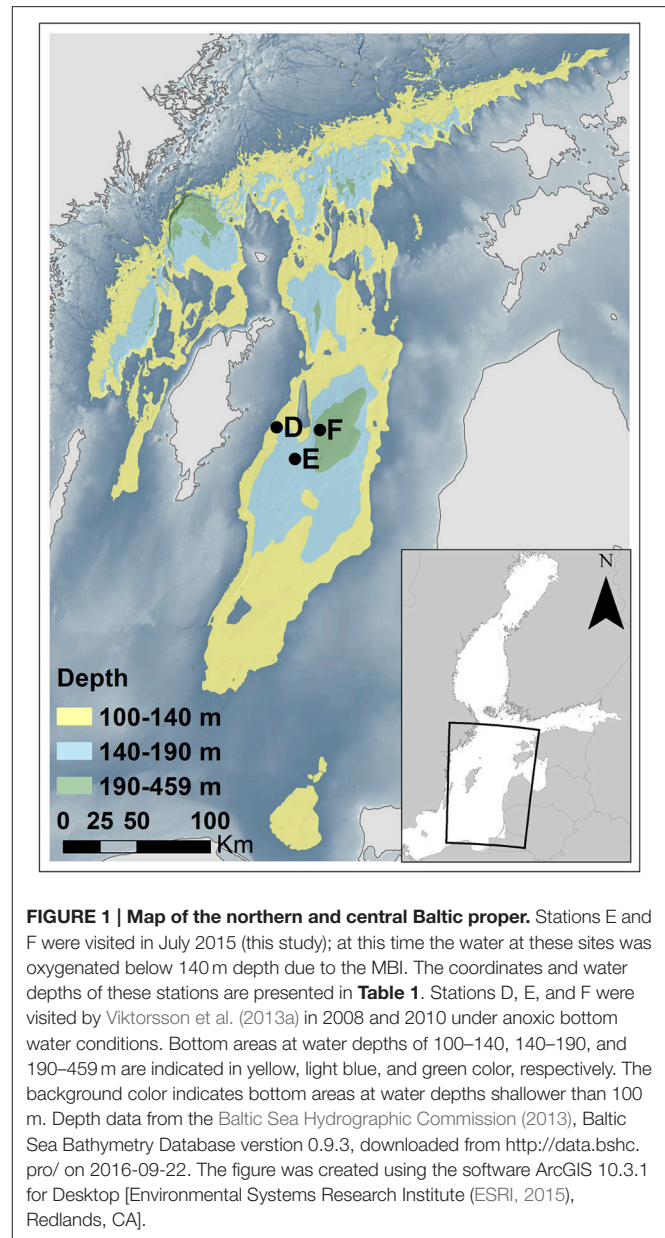 D
F
E
N
Depth
100-140 m
140-190 m
190-459 m
0 25 50 100
Km
FIGURE 1 | Map of the northern and central Baltic proper. Stations E and
F were visited in July 2015 (this study); at this time the water at these sites was
oxygenated below 140 m depth due to the MBI. The coordinates and water
depths of these stations are presented in Table 1. Stations D, E, and F were
visited by Viktorsson et al. (2013a) in 2008 and 2010 under anoxic bottom
water conditions. Bottom areas at water depths of 100–140, 140–190, and
190–459 m are indicated in yellow, light blue, and green color, respectively. The
background color indicates bottom areas at water depths shallower than 100
m. Depth data from the Baltic Sea Hydrographic Commission (2013), Baltic
Sea Bathymetry Database verstion 0.9.3, downloaded from http://data.bshc.
pro/ on 2016-09-22. The figure was created using the software ArcGIS 10.3.1
for Desktop [Environmental Systems Research Institute (ESRI, 2015),
Redlands, CA].